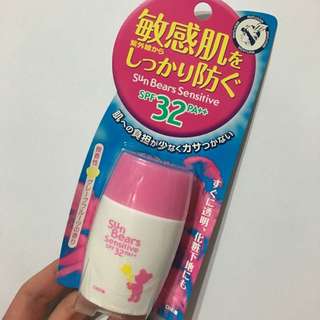 敏感肌を
紫外線から
しっかり防ぐ
Sun Bears Sensitive
SPF32 PA++
肌への負担が少なくカサつかない
すぐに透明・化粧下地にも
Sun
Bears
Sensitive
SPF 32 PA++